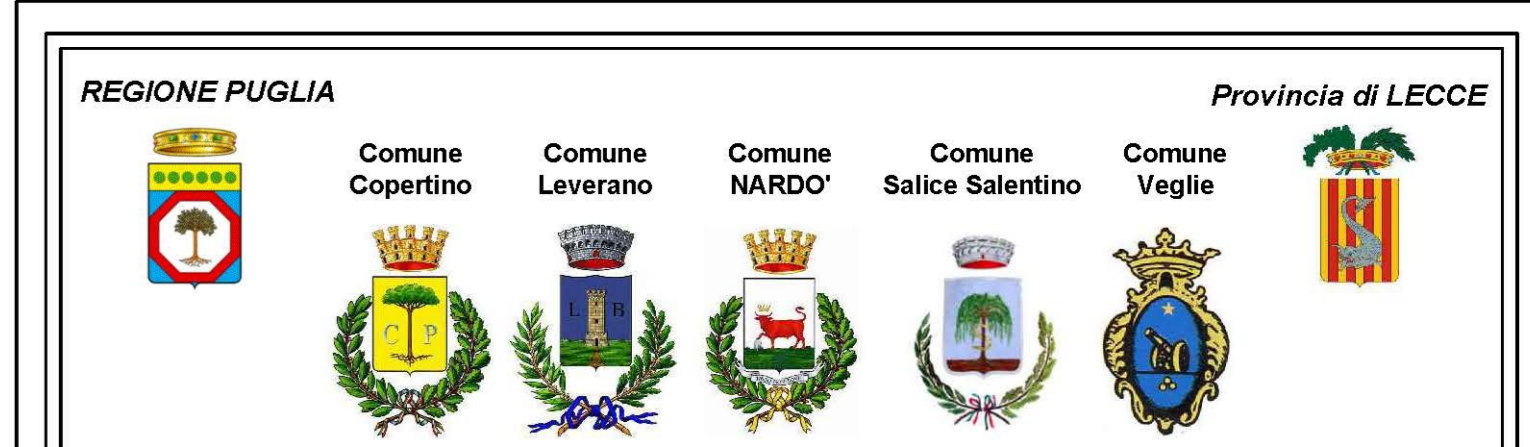 REGIONE PUGLIA
Provincia di LECCE
Comune
Copertino
Comune
Leverano
Comune
NARDO'
Comune
Salice Salentino
Comune
Veglie
C P
L B
S